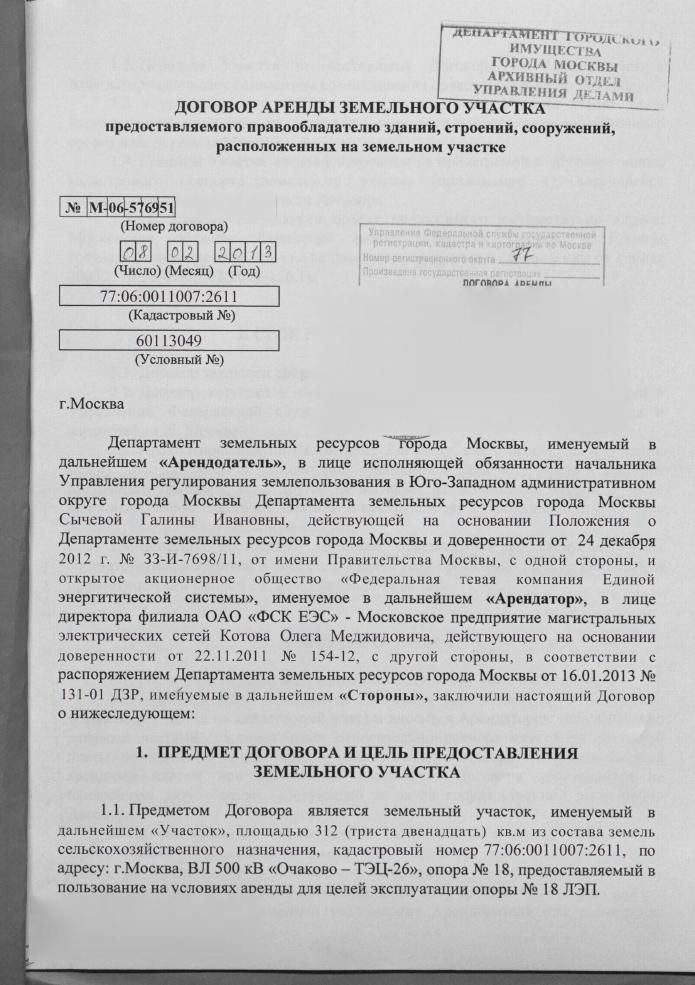 ДЕПАРТАМЕНТ ГОРОДСКОГО
ИМУЩЕСТВА
ГОРОДА МОСКВЫ
АРХИВНЫЙ ОТДЕЛ
УПРАВЛЕНИЯ ДЕЛАМИ
ДОГОВОР АРЕНДЫ ЗЕМЕЛЬНОГО УЧАСТКА
предоставляемого правообладателю зданий, строений, сооружений,
расположенных на земельном участке
№ М-06-576951
(Номер договора)
08 02 2013
(Число) (Месяц) (Год)
77:06:0011007:2611
(Кадастровый №)
60113049
(Условный №)
Управления Федеральной службы государственной
регистрации, кадастра и картографии по Москве
Номер регистрационного округа 77
Произведена государственная регистрация
ДОГОВОРА АРЕНДЫ
г.Москва
Департамент земельных ресурсов города Москвы, именуемый в
дальнейшем «Арендодатель», в лице исполняющей обязанности начальника
Управления регулирования землепользования в Юго-Западном административном
округе города Москвы Департамента земельных ресурсов города Москвы
Сычевой Галины Ивановны, действующей на основании Положения о
Департаменте земельных ресурсов города Москвы и доверенности от 24 декабря
2012 г. № 33-И-7698/11, от имени Правительства Москвы, с одной стороны, и
открытое акционерное общество «Федеральная тевая компания Единой
энергитической системы», именуемое в дальнейшем «Арендатор», в лице
директора филиала ОАО «ФСК ЕЭС» - Московское предприятие магистральных
электрических сетей Котова Олега Меджидовича, действующего на основании
доверенности от 22.11.2011 № 154-12, с другой стороны, в соответствии с
распоряжением Департамента земельных ресурсов города Москвы от 16.01.2013 №
131-01 ДЗР, именуемые в дальнейшем «Стороны», заключили настоящий Договор
о нижеследующем:
1. ПРЕДМЕТ ДОГОВОРА И ЦЕЛЬ ПРЕДОСТАВЛЕНИЯ
ЗЕМЕЛЬНОГО УЧАСТКА
1.1. Предметом Договора является земельный участок, именуемый в
дальнейшем «Участок», площадью 312 (триста двенадцать) кв.м из состава земель
сельскохозяйственного назначения, кадастровый номер 77:06:0011007:2611, по
адресу: г.Москва, ВЛ 500 кВ «Очаково – ТЭЦ-26», опора № 18, предоставляемый в
пользование на условиях аренды для целей эксплуатации опоры № 18 ЛЭП.